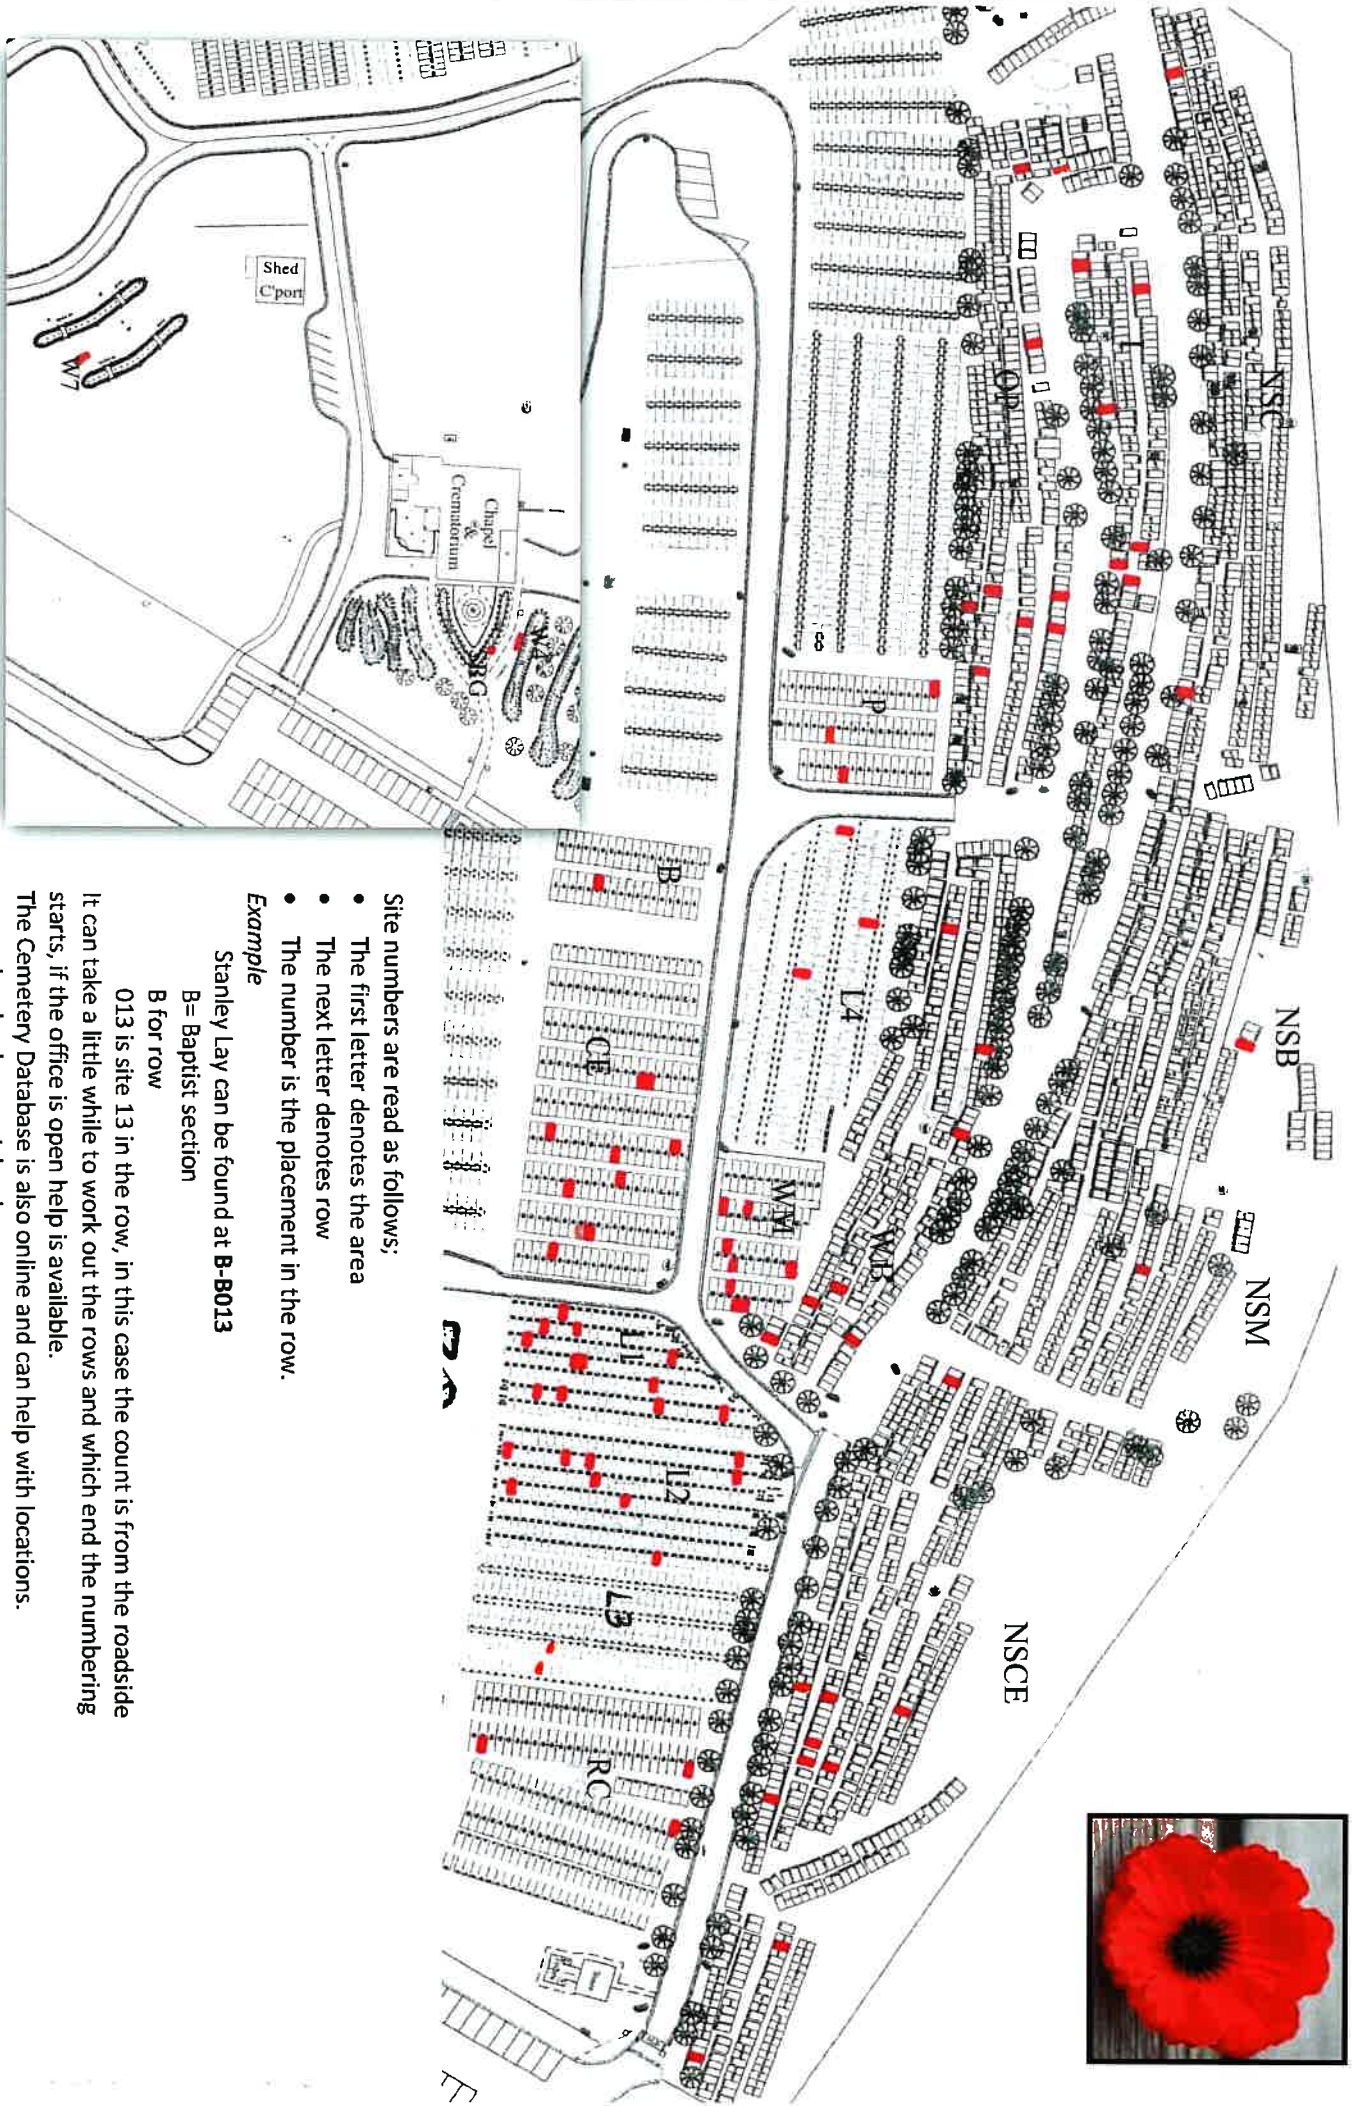 NSC
NSB
NSM
NSCE
OP
T
P
L4
WM
WB
B
CE
L1
L2
L3
RC
Shed
C'port
Chapel
&
Crematorium
W7
SRG
Site numbers are read as follows;
• The first letter denotes the area
• The next letter denotes row
• The number is the placement in the row.
Example
Stanley Lay can be found at B-B013
B= Baptist section
B for row
013 is site 13 in the row, in this case the count is from the roadside
It can take a little while to work out the rows and which end the numbering
starts, if the office is open help is available.
The Cemetery Database is also online and can help with locations.